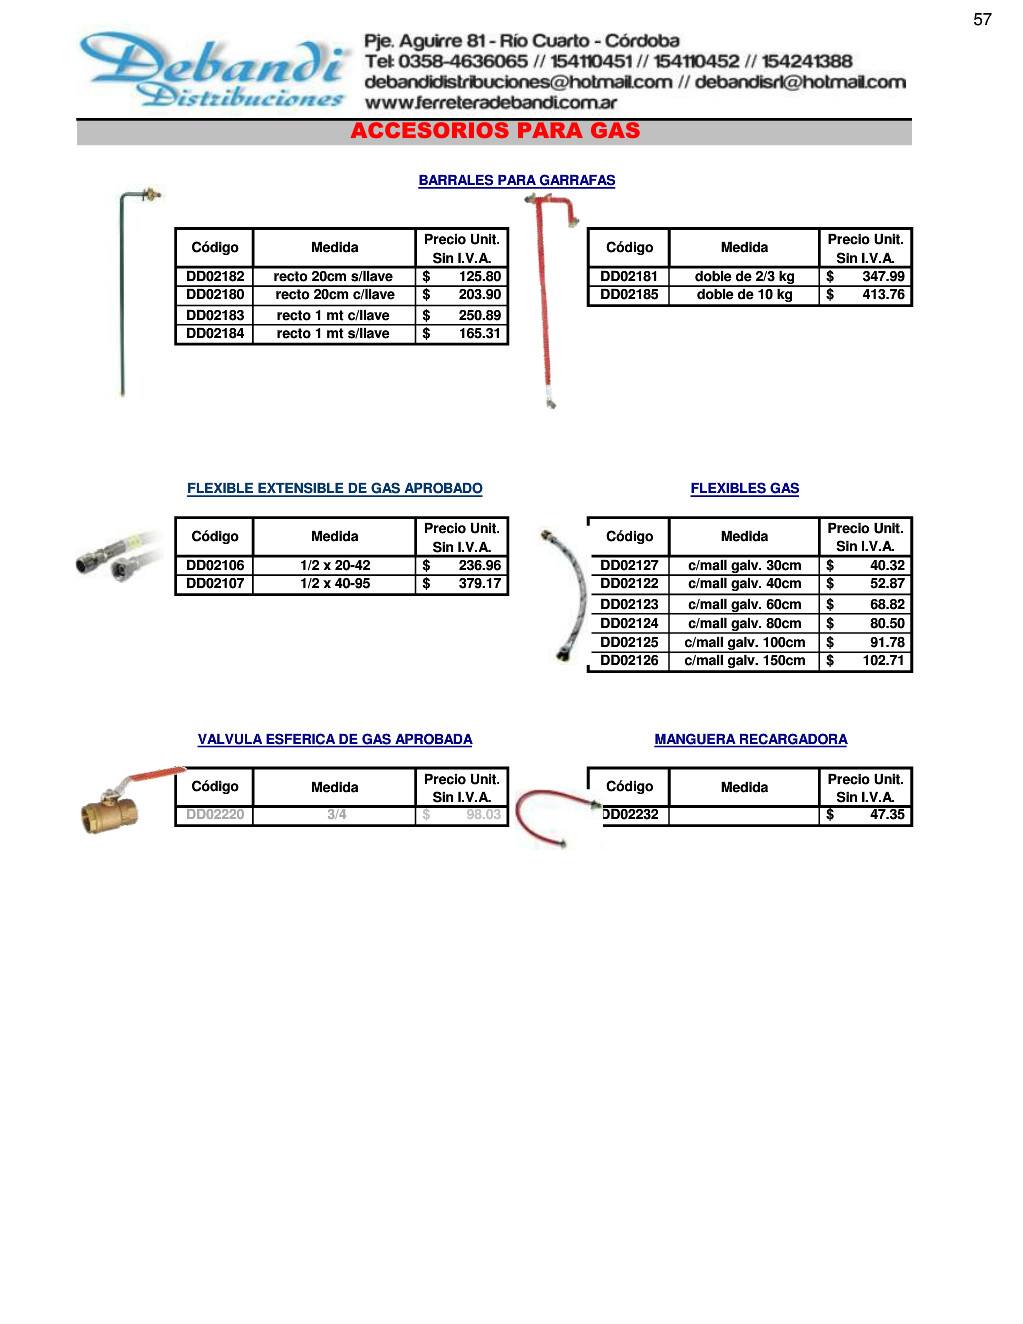 57
Debandi
Distribuciones
Pje. Aguirre 81 - Río Cuarto - Córdoba
Tel: 0358-4636065 // 154110451 // 154110452 // 154241388
debandidistribuciones@hotmail.com // debandisrl@hotmail.com
www.ferreteradebandi.com.ar
ACCESORIOS PARA GAS
BARRALES PARA GARRAFAS
Código Medida Precio Unit. Sin I.V.A.
DD02182 recto 20cm s/llave $ 125.80
DD02180 recto 20cm c/llave $ 203.90
DD02183 recto 1 mt c/llave $ 250.89
DD02184 recto 1 mt s/llave $ 165.31
Código Medida Precio Unit. Sin I.V.A.
DD02181 doble de 2/3 kg $ 347.99
DD02185 doble de 10 kg $ 413.76
FLEXIBLE EXTENSIBLE DE GAS APROBADO
Código Medida Precio Unit. Sin I.V.A.
DD02106 1/2 x 20-42 $ 236.96
DD02107 1/2 x 40-95 $ 379.17
FLEXIBLES GAS
Código Medida Precio Unit. Sin I.V.A.
DD02127 c/mall galv. 30cm $ 40.32
DD02122 c/mall galv. 40cm $ 52.87
DD02123 c/mall galv. 60cm $ 68.82
DD02124 c/mall galv. 80cm $ 80.50
DD02125 c/mall galv. 100cm $ 91.78
DD02126 c/mall galv. 150cm $ 102.71
VALVULA ESFERICA DE GAS APROBADA
Código Medida Precio Unit. Sin I.V.A.
DD02220 3/4 $ 98.03
MANGUERA RECARGADORA
Código Medida Precio Unit. Sin I.V.A.
DD02232 $ 47.35